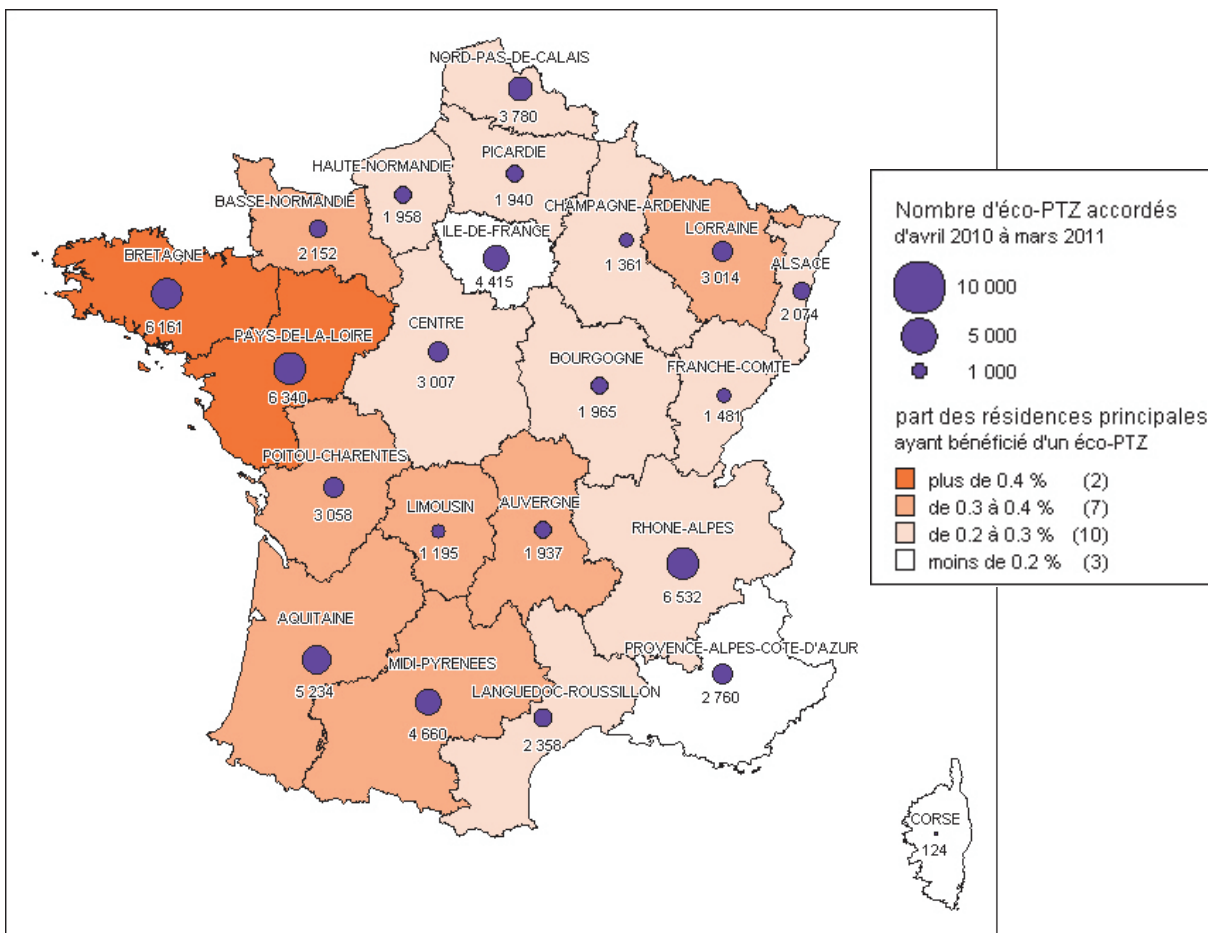 NORD-PAS-DE-CALAIS
3 780
HAUTE-NORMANDIE
1 958
PICARDIE
1 940
BASSE-NORMANDIE
2 152
ILE-DE-FRANCE
4 415
CHAMPAGNE-ARDENNE
1 361
LORRAINE
3 014
ALSACE
2 074
BRETAGNE
6 161
PAYS-DE-LA-LOIRE
6 340
CENTRE
3 007
BOURGOGNE
1 965
FRANCHE-COMTE
1 481
POITOU-CHARENTES
3 058
LIMOUSIN
1 195
AUVERGNE
1 937
RHONE-ALPES
6 532
AQUITAINE
5 234
MIDI-PYRENEES
4 660
LANGUEDOC-ROUSSILLON
2 358
PROVENCE-ALPES-COTE-D'AZUR
2 760
CORSE
124
Nombre d'éco-PTZ accordés
d'avril 2010 à mars 2011
10 000
5 000
1 000
part des résidences principales
ayant bénéficié d'un éco-PTZ
plus de 0.4 % (2)
de 0.3 à 0.4 % (7)
de 0.2 à 0.3 % (10)
moins de 0.2 % (3)